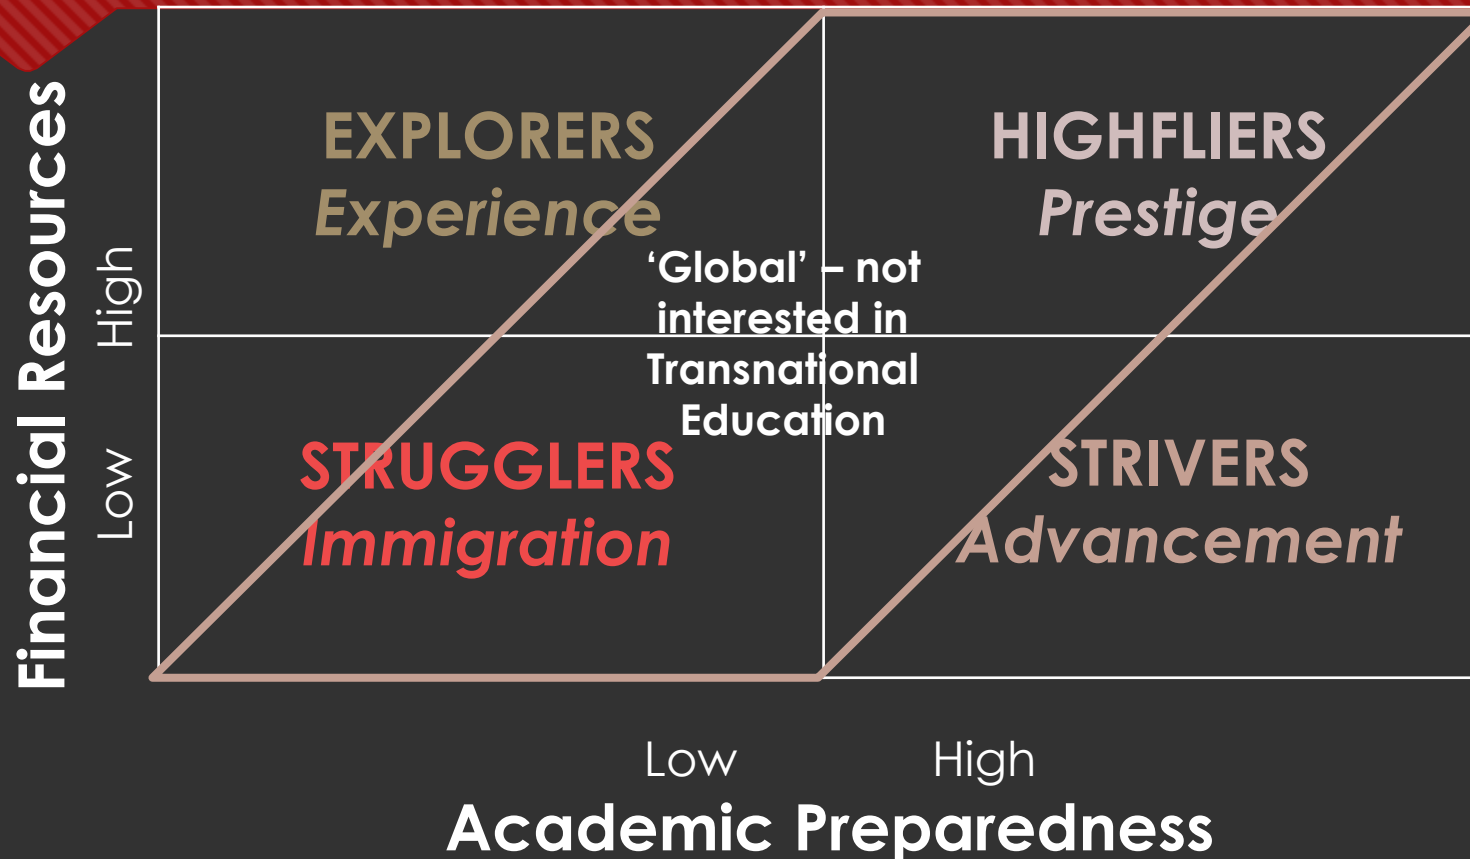 Financial Resources
High
Low
EXPLORERS
Experience
HIGHFLIERS
Prestige
‘Global’ – not
interested in
Transnational
Education
STRUGGLERS
Immigration
STRIVERS
Advancement
Low
High
Academic Preparedness